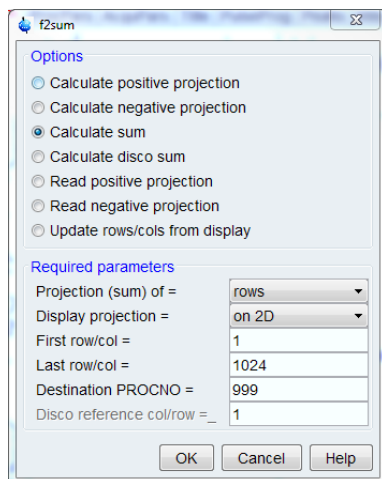 f2sum
Options
Calculate positive projection
Calculate negative projection
Calculate sum
Calculate disco sum
Read positive projection
Read negative projection
Update rows/cols from display
Required parameters
Projection (sum) of = rows
Display projection = on 2D
First row/col = 1
Last row/col = 1024
Destination PROCNO = 999
Disco reference col/row =_ 1
OK Cancel Help